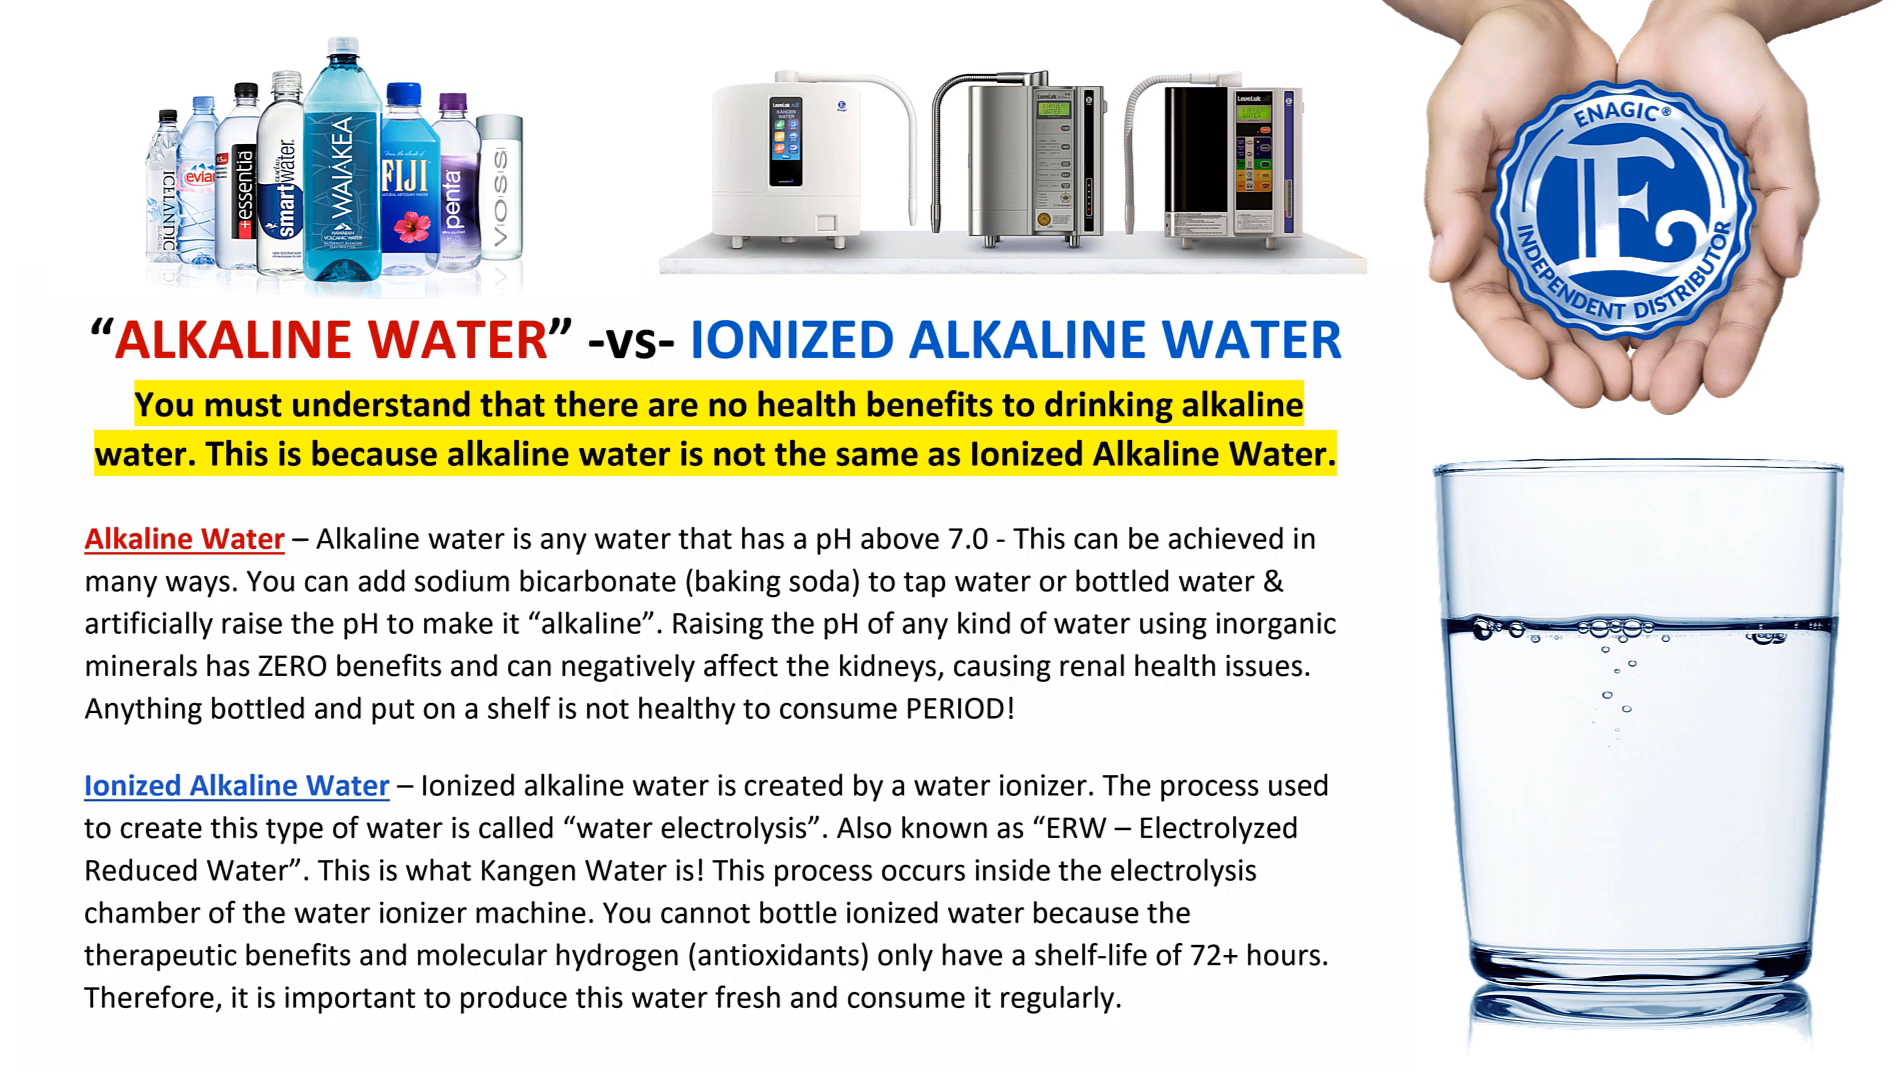 ICELANDIC
evian
+essentia
smartwater
WAIĀKEA
HAWAIIAN
VOLCANIC WATER
FIJI
penta
VOSS
KANGEN
WATER
ENAGIC®
E
INDEPENDENT DISTRIBUTOR
“ALKALINE WATER” -vs- IONIZED ALKALINE WATER
You must understand that there are no health benefits to drinking alkaline
water. This is because alkaline water is not the same as Ionized Alkaline Water.
Alkaline Water – Alkaline water is any water that has a pH above 7.0 - This can be achieved in
many ways. You can add sodium bicarbonate (baking soda) to tap water or bottled water &
artificially raise the pH to make it “alkaline”. Raising the pH of any kind of water using inorganic
minerals has ZERO benefits and can negatively affect the kidneys, causing renal health issues.
Anything bottled and put on a shelf is not healthy to consume PERIOD!
Ionized Alkaline Water – Ionized alkaline water is created by a water ionizer. The process used
to create this type of water is called “water electrolysis”. Also known as “ERW – Electrolyzed
Reduced Water”. This is what Kangen Water is! This process occurs inside the electrolysis
chamber of the water ionizer machine. You cannot bottle ionized water because the
therapeutic benefits and molecular hydrogen (antioxidants) only have a shelf-life of 72+ hours.
Therefore, it is important to produce this water fresh and consume it regularly.